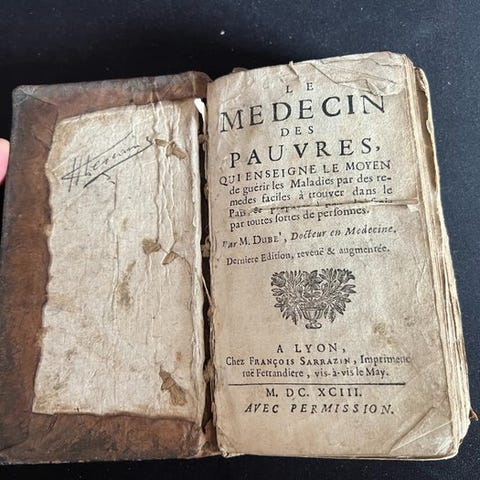 LE
MEDECIN
DES
PAUVRES,
QUI ENSEIGNE LE MOYEN
de guérir les Maladies par des re-
medes faciles à trouver dans le
Païs, &
par toutes sortes de personnes.
Par M. DUBE', Docteur en Medecine.
Derniere Edition, reveuë & augmentée.
A LYON,
Chez FRANÇOIS SARRAZIN, Imprimeur
ruë Ferrandiere, vis-à-vis le May.
M. DC. XCIII.
AVEC PERMISSION.